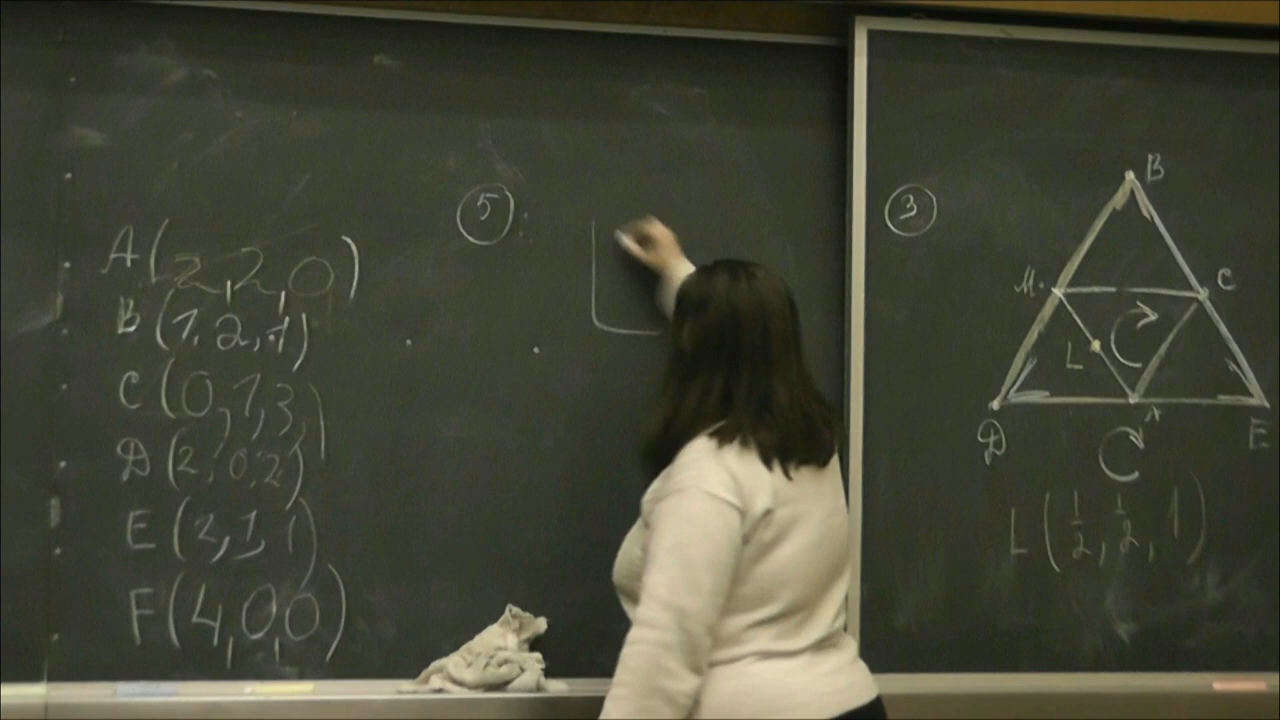 A(2,2,0)
B(1,2,1)
C(0,1,3,)
D(2,0,2)
E(2,1,1)
F(4,0,0)
5
3
B
M
C
L
D
E
L(1/2, 1/2, 1)